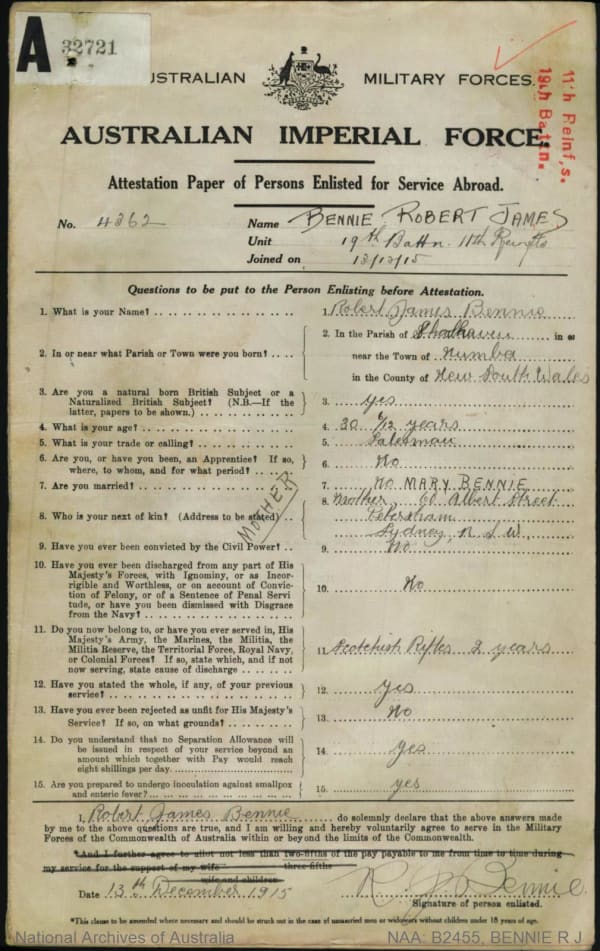 A 32721
AUSTRALIAN MILITARY FORCES.
11th Reinf,s.
19th Battn.
AUSTRALIAN IMPERIAL FORCE.
Attestation Paper of Persons Enlisted for Service Abroad.
No. 4362 Name BENNIE, ROBERT JAMES
Unit 19th Battn. 11th Reinfts
Joined on 13/12/15
Questions to be put to the Person Enlisting before Attestation.
1. What is your Name? 1. Robert James Bennie
2. In or near what Parish or Town were you born? 2. In the Parish of Shoalhaven in or
near the Town of Numba
in the County of New South Wales
3. Are you a natural born British Subject or a
Naturalized British Subject? (N.B.—If the
latter, papers to be shown.) 3. yes
4. What is your age? 4. 30 years
5. What is your trade or calling? 5. Salesman
6. Are you, or have you been, an Apprentice? If so,
where, to whom, and for what period? 6. No
7. Are you married? 7. No MARY BENNIE
8. Who is your next of kin? (Address to be stated) MOTHER 8. Mother, 60 Albert Street
Petersham
Sydney, N.S.W.
9. Have you ever been convicted by the Civil Power? 9. No
10. Have you ever been discharged from any part of His
Majesty's Forces, with Ignominy, or as Incor-
rigible and Worthless, or on account of Convic-
tion of Felony, or of a Sentence of Penal Servi
tude, or have you been dismissed with Disgrace
from the Navy? 10. No
11. Do you now belong to, or have you ever served in, His
Majesty's Army, the Marines, the Militia, the
Militia Reserve, the Territorial Force, Royal Navy,
or Colonial Forces? If so, state which, and if not
now serving, state cause of discharge 11. Scotchish Rifles 2 years
12. Have you stated the whole, if any, of your previous
service? 12. yes
13. Have you ever been rejected as unfit for His Majesty's
Service? If so, on what grounds? 13. No
14. Do you understand that no Separation Allowance will
be issued in respect of your service beyond an
amount which together with Pay would reach
eight shillings per day. 14. yes
15. Are you prepared to undergo inoculation against smallpox
and enteric fever? 15. yes
I, Robert James Bennie do solemnly declare that the above answers made
by me to the above questions are true, and I am willing and hereby voluntarily agree to serve in the Military
Forces of the Commonwealth of Australia within or beyond the limits of the Commonwealth.
*And I further agree to allot not less than two-fifths of the pay payable to me from time to time during
three-fifths
my service for the support of my wife
wife and children
Date 13th December 1915 R J Bennie
Signature of person enlisted.
*This clause to be amended where necessary and should be struck out in the case of unmarried men or widowers without children under 18 years of age.
National Archives of Australia NAA: B2455, BENNIE R J